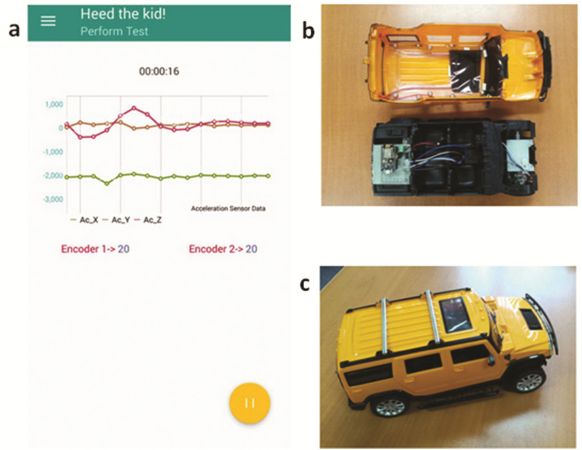 a
Heed the kid!
Perform Test
00:00:16
1,000
0
-1,000
-2,000
-3,000
Acceleration Sensor Data
Ac_X Ac_Y Ac_Z
Encoder 1-> 20 Encoder 2-> 20
b
c